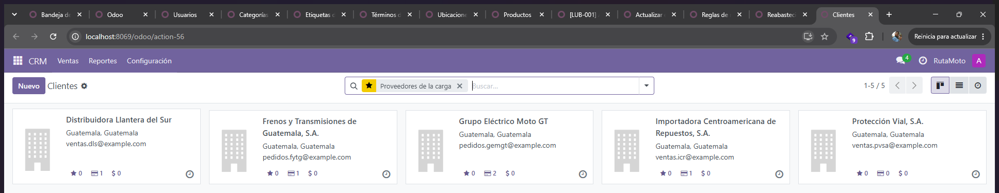 Bandeja de
Odoo
Usuarios
Categorías
Etiquetas d
Términos d
Ubicacione
Productos
[LUB-001]
Actualizar
Reglas de
Reabasteci
Clientes
localhost:8069/odoo/action-56
9
Reinicia para actualizar
CRM Ventas Reportes Configuración
4
RutaMoto
A
Nuevo
Clientes
Proveedores de la carga
Buscar...
1-5 / 5
Distribuidora Llantera del Sur
Guatemala, Guatemala
ventas.dls@example.com
0 1 $ 0
Frenos y Transmisiones de
Guatemala, S.A.
Guatemala, Guatemala
pedidos.fytg@example.com
0 1 $ 0
Grupo Eléctrico Moto GT
Guatemala, Guatemala
pedidos.gemgt@example.com
0 2 $ 0
Importadora Centroamericana de
Repuestos, S.A.
Guatemala, Guatemala
ventas.icr@example.com
0 1 $ 0
Protección Vial, S.A.
Guatemala, Guatemala
ventas.pvsa@example.com
0 0 $ 0